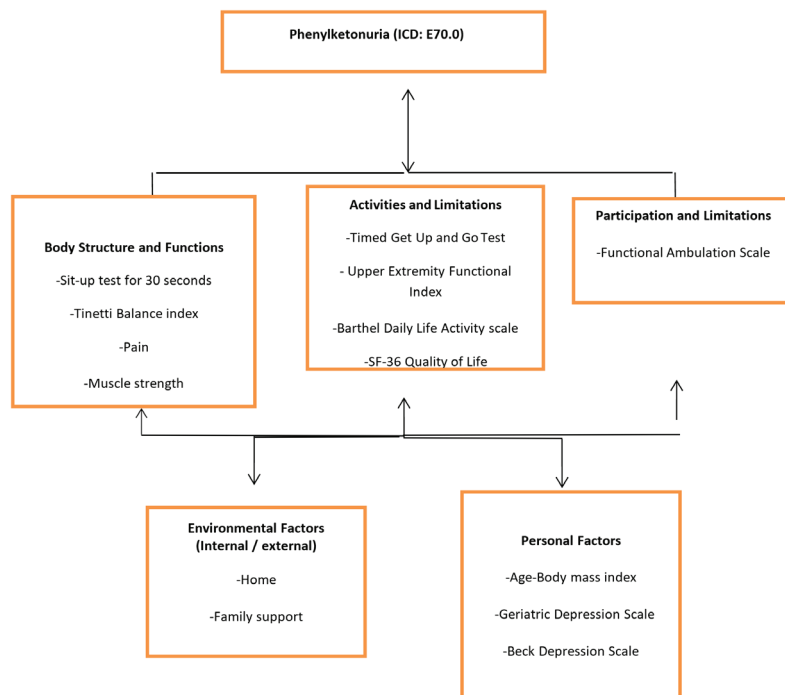 Phenylketonuria (ICD: E70.0)
Body Structure and Functions
-Sit-up test for 30 seconds
-Tinetti Balance index
-Pain
-Muscle strength
Activities and Limitations
-Timed Get Up and Go Test
- Upper Extremity Functional
Index
-Barthel Daily Life Activity scale
-SF-36 Quality of Life
Participation and Limitations
-Functional Ambulation Scale
Environmental Factors
(Internal / external)
-Home
-Family support
Personal Factors
-Age-Body mass index
-Geriatric Depression Scale
-Beck Depression Scale